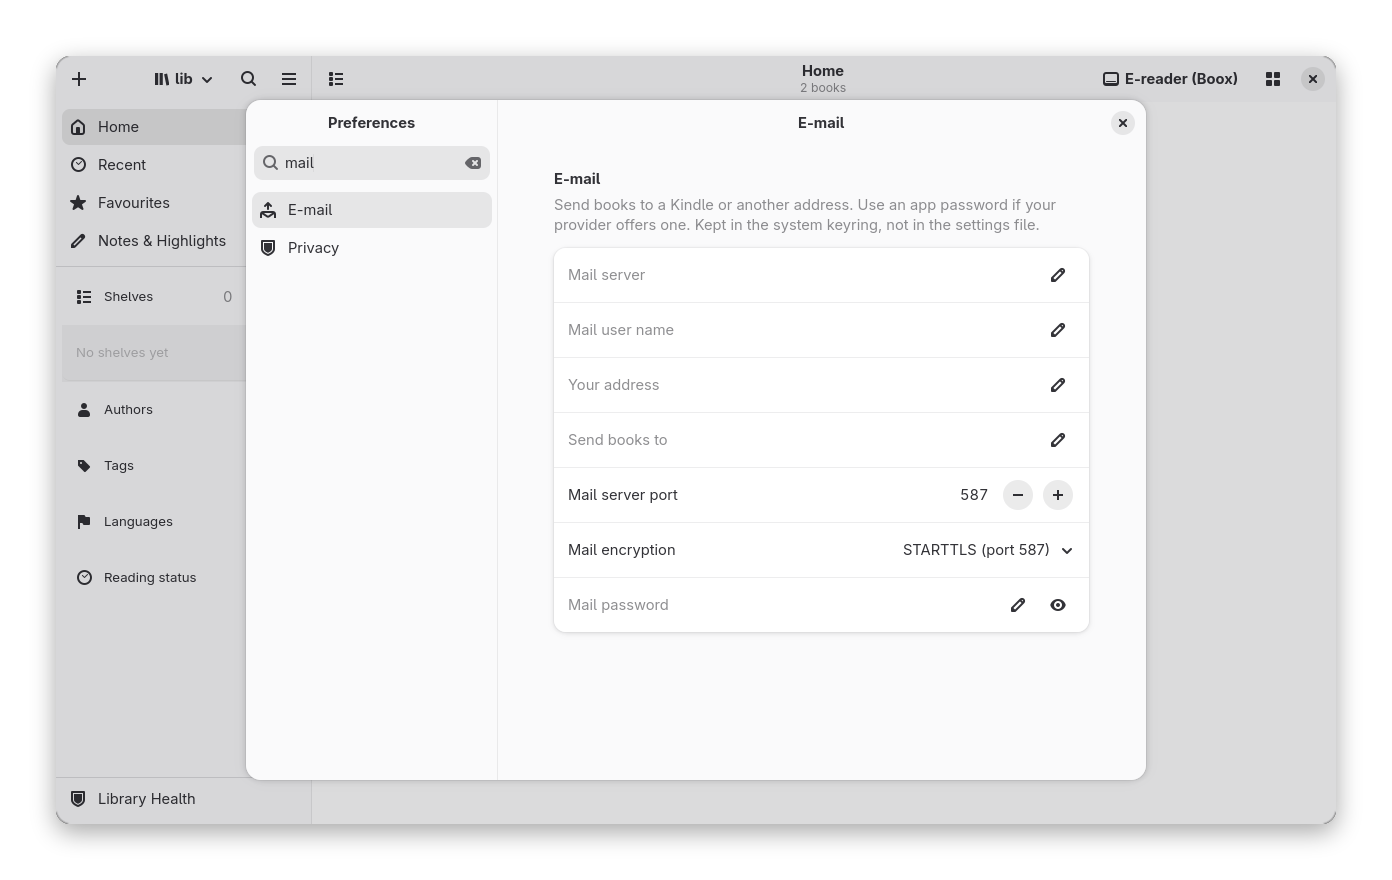 lib
Home
2 books
E-reader (Boox)
Home
Recent
Favourites
Notes & Highlights
Shelves 0
No shelves yet
Authors
Tags
Languages
Reading status
Library Health
Preferences
mail
E-mail
Privacy
E-mail
E-mail
Send books to a Kindle or another address. Use an app password if your
provider offers one. Kept in the system keyring, not in the settings file.
Mail server
Mail user name
Your address
Send books to
Mail server port 587
Mail encryption STARTTLS (port 587)
Mail password